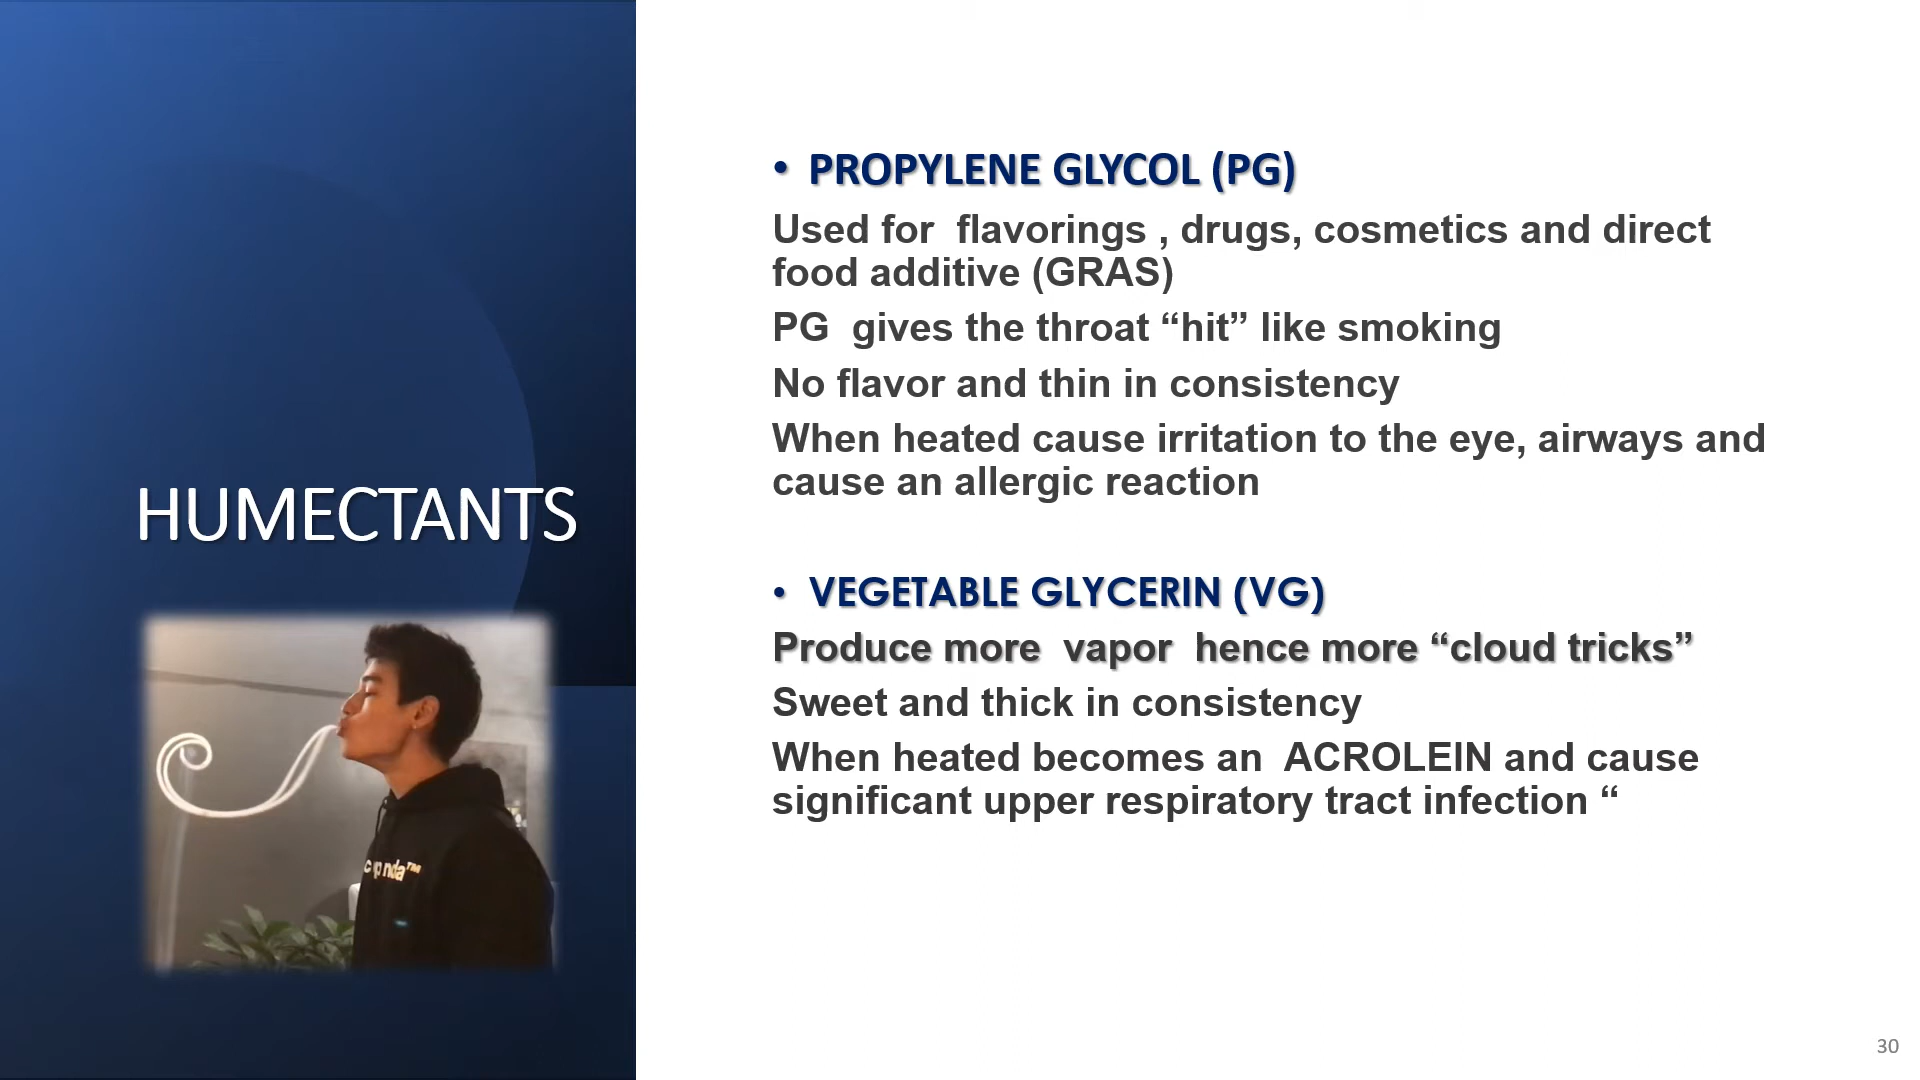 HUMECTANTS
• PROPYLENE GLYCOL (PG)
Used for flavorings , drugs, cosmetics and direct
food additive (GRAS)
PG gives the throat “hit” like smoking
No flavor and thin in consistency
When heated cause irritation to the eye, airways and
cause an allergic reaction
• VEGETABLE GLYCERIN (VG)
Produce more vapor hence more “cloud tricks”
Sweet and thick in consistency
When heated becomes an ACROLEIN and cause
significant upper respiratory tract infection “
30